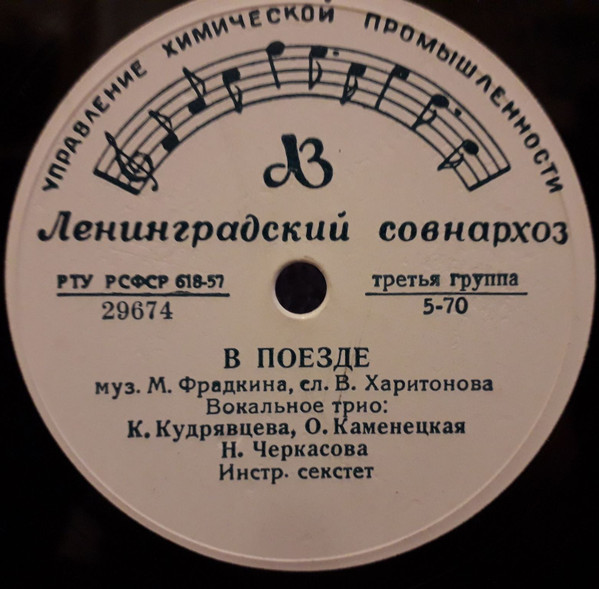 УПРАВЛЕНИЕ ХИМИЧЕСКОЙ ПРОМЫШЛЕННОСТИ
ЛЗ
Ленинградский совнархоз
РТУ РСФСР 618-57
29674
третья группа
5-70
В ПОЕЗДЕ
муз. М. Фрадкина, сл. В. Харитонова
Вокальное трио:
К. Кудрявцева, О. Каменецкая
Н. Черкасова
Инстр. секстет